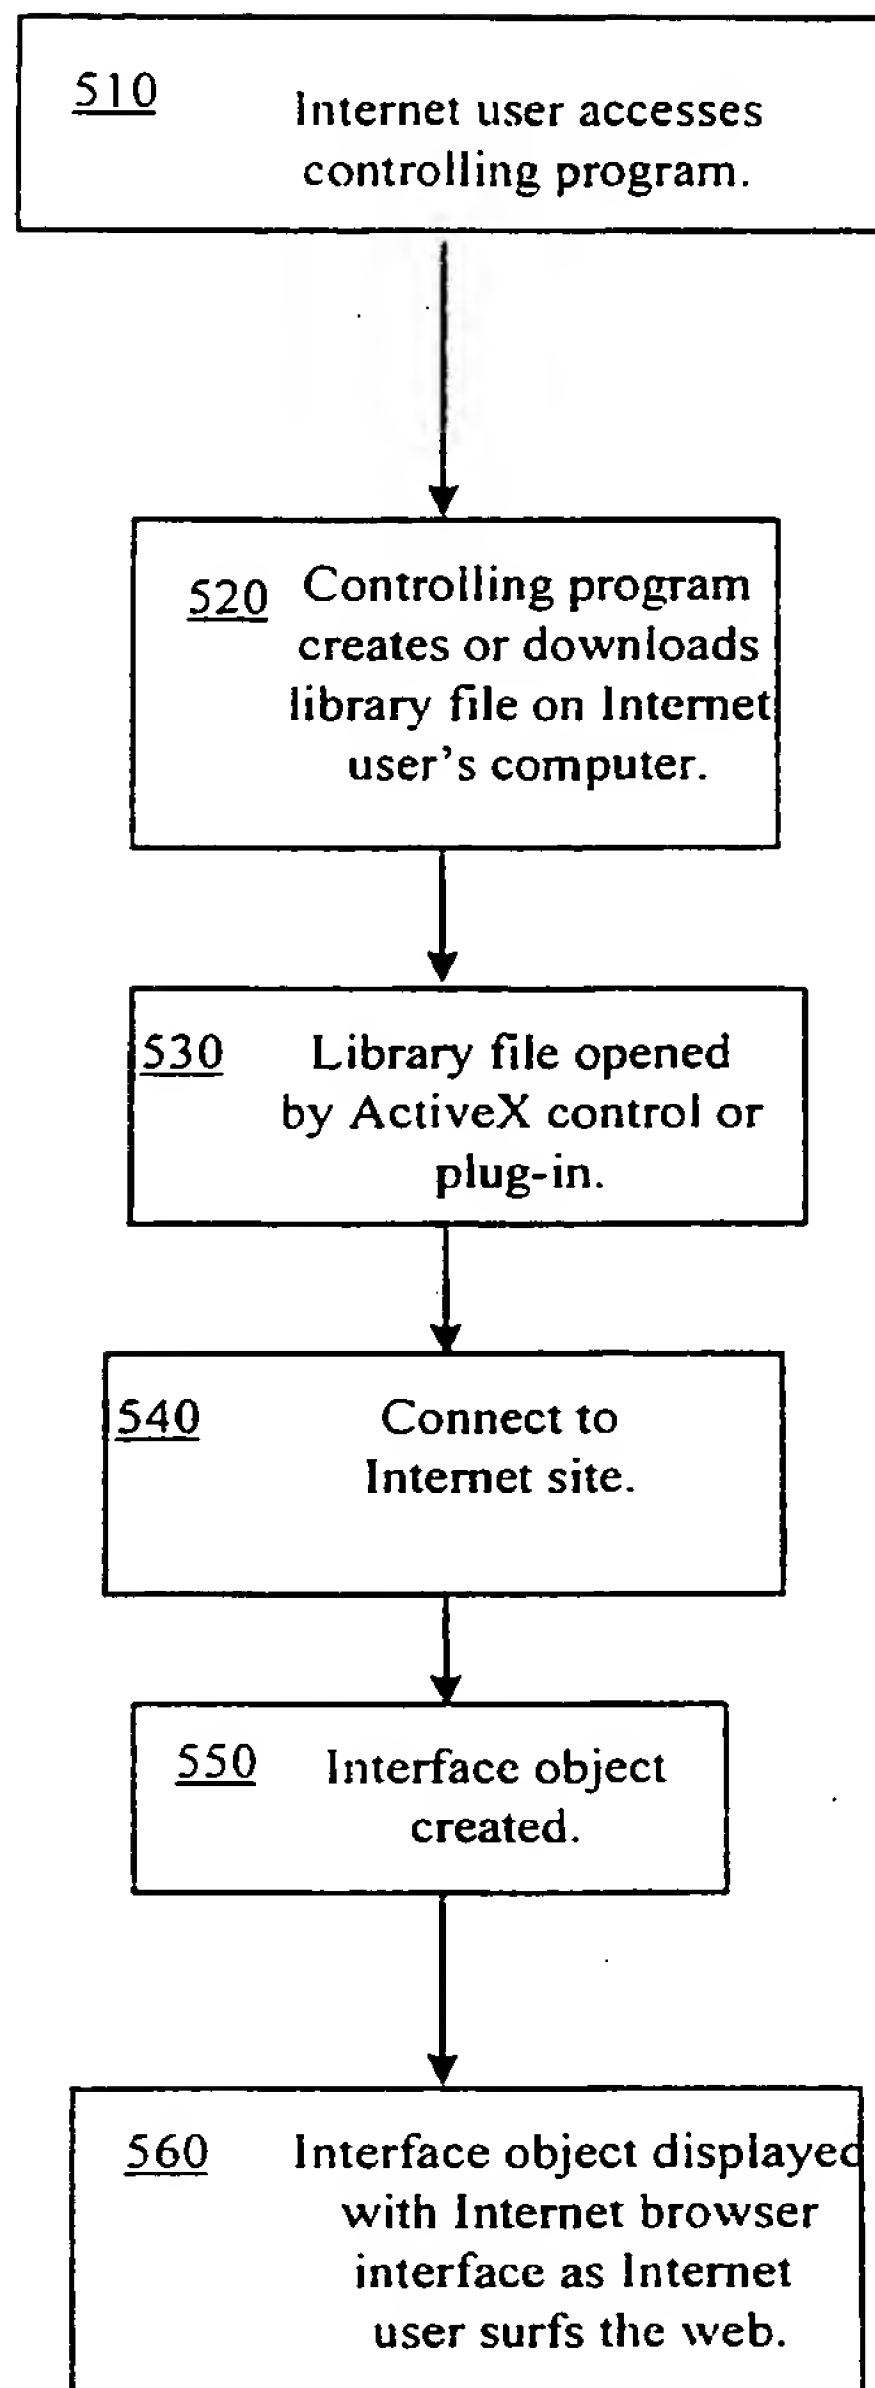 510
Internet user accesses
controlling program.
520
Controlling program
creates or downloads
library file on Internet
user's computer.
530
Library file opened
by ActiveX control or
plug-in.
540
Connect to
Internet site.
550
Interface object
created.
560
Interface object displayed
with Internet browser
interface as Internet
user surfs the web.